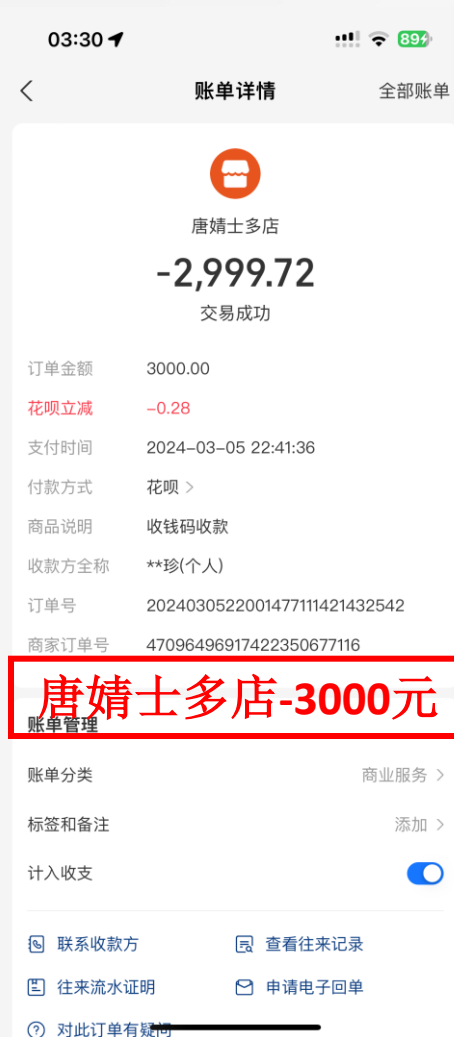 03:30
89
账单详情
全部账单
唐婧士多店
-2,999.72
交易成功
订单金额 3000.00
花呗立减 -0.28
支付时间 2024-03-05 22:41:36
付款方式 花呗
商品说明 收钱码收款
收款方全称 **珍(个人)
订单号 2024030522001477111421432542
商家订单号 47096496917422350677116
唐婧士多店-3000元
账单管理
账单分类 商业服务
标签和备注 添加
计入收支
联系收款方 查看往来记录
往来流水证明 申请电子回单
对此订单有疑问